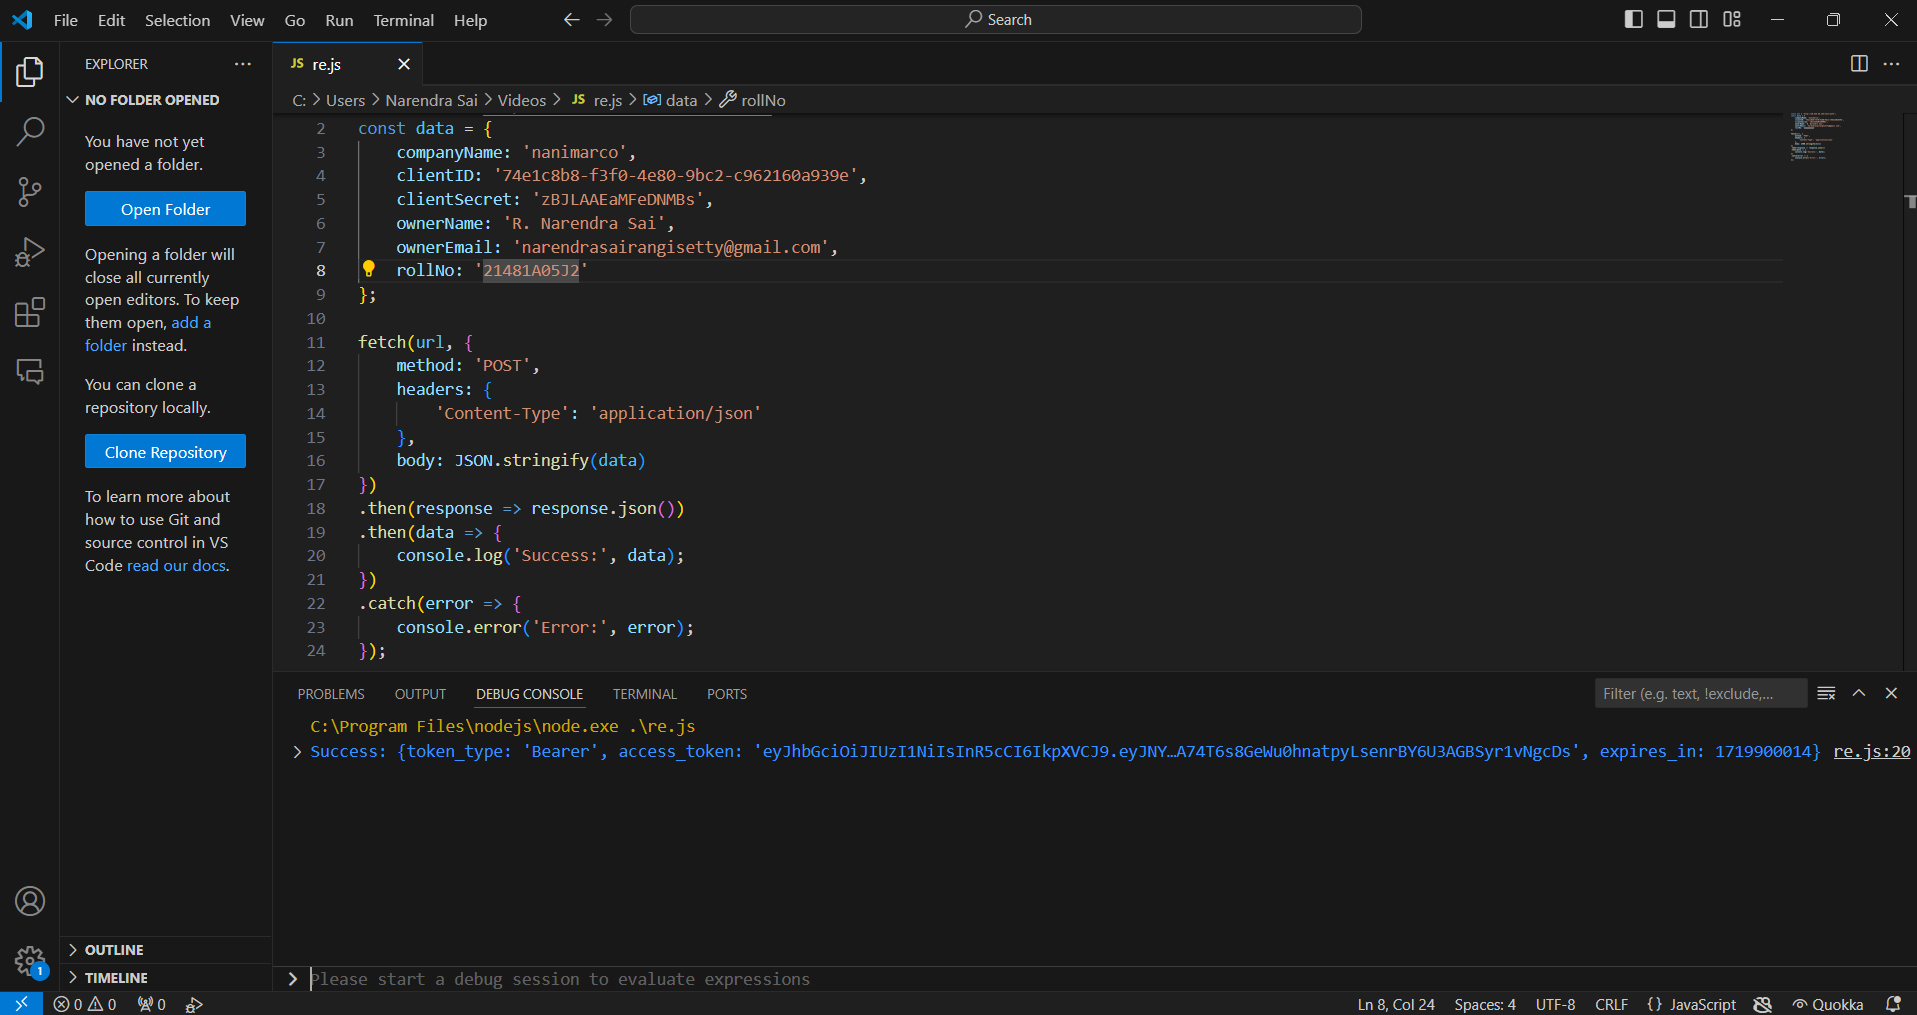 File Edit Selection View Go Run Terminal Help
Search
EXPLORER
NO FOLDER OPENED
You have not yet
opened a folder.
Open Folder
Opening a folder will
close all currently
open editors. To keep
them open, add a
folder instead.
You can clone a
repository locally.
Clone Repository
To learn more about
how to use Git and
source control in VS
Code read our docs.
OUTLINE
TIMELINE
JS re.js
C: > Users > Narendra Sai > Videos > JS re.js > data > rollNo
2 const data = {
3 companyName: 'nanimarco',
4 clientID: '74e1c8b8-f3f0-4e80-9bc2-c962160a939e',
5 clientSecret: 'zBJLAAEaMFeDNMBs',
6 ownerName: 'R. Narendra Sai',
7 ownerEmail: 'narendrasairangisetty@gmail.com',
8 rollNo: '21481A05J2'
9 };
10
11 fetch(url, {
12 method: 'POST',
13 headers: {
14 'Content-Type': 'application/json'
15 },
16 body: JSON.stringify(data)
17 })
18 .then(response => response.json())
19 .then(data => {
20 console.log('Success:', data);
21 })
22 .catch(error => {
23 console.error('Error:', error);
24 });
PROBLEMS OUTPUT DEBUG CONSOLE TERMINAL PORTS
Filter (e.g. text, !exclude,...
C:\Program Files\nodejs\node.exe .\re.js
Success: {token_type: 'Bearer', access_token: 'eyJhbGciOiJIUzI1NiIsInR5cCI6IkpXVCJ9.eyJNY…A74T6s8GeWu0hnatpyLsenrBY6U3AGBSyr1vNgcDs', expires_in: 1719900014} re.js:20
Please start a debug session to evaluate expressions
1
0 0 0
Ln 8, Col 24 Spaces: 4 UTF-8 CRLF {} JavaScript Quokka